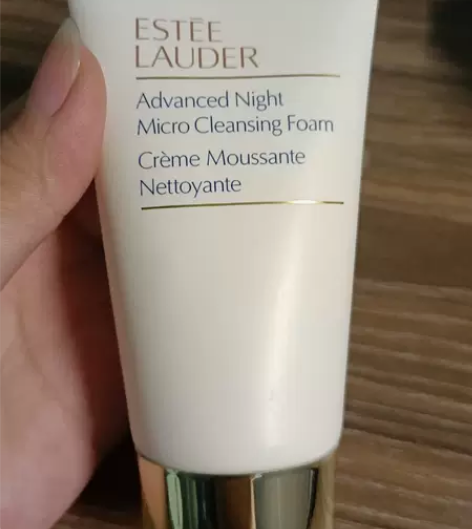 ESTĒE
LAUDER
Advanced Night
Micro Cleansing Foam
Crème Moussante
Nettoyante